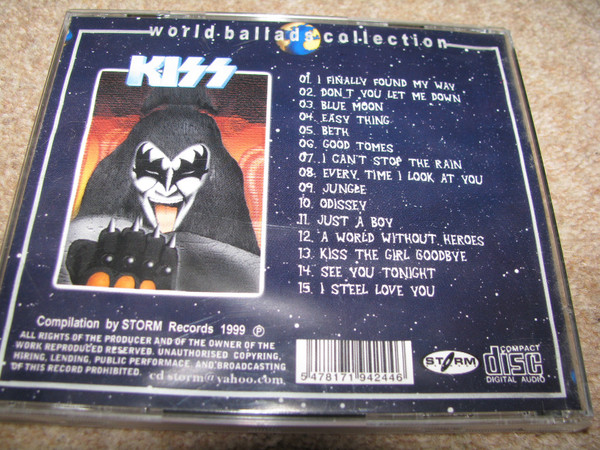 world ballads collection
KISS
01. I FINALLY FOUND MY WAY
02. DON'T YOU LET ME DOWN
03. BLUE MOON
04. EASY THING
05. BETH
06. GOOD TOMES
07. I CAN'T STOP THE RAIN
08. EVERY TIME I LOOK AT YOU
09. JUNGLE
10. ODISSEY
11. JUST A BOY
12. A WORLD WITHOUT HEROES
13. KISS THE GIRL GOODBYE
14. SEE YOU TONIGHT
15. I STEEL LOVE YOU
Compilation by STORM Records 1999 ℗
ALL RIGHTS OF THE PRODUCER AND OF THE OWNER OF THE
WORK REPRODUCED RESERVED. UNAUTHORISED COPYRING,
HIRING, LENDING, PUBLIC PERFORMACE, AND BROADCASTING
OF THIS RECORD PROHIBITED. cd-storm@yahoo.com
5 478171 942446
STORM
COMPACT
disc
DIGITAL AUDIO